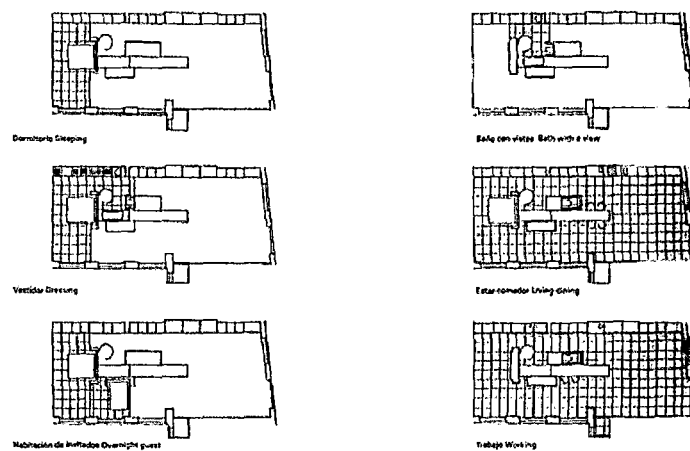 Dormitorio Sleeping
Baño con vistas Bath with a view
Vestidor Dressing
Estar-comedor Living-dining
Habitación de invitados Overnight guest
Trabajo Working